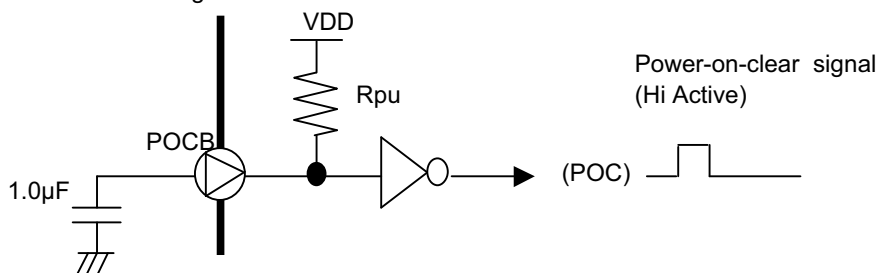 VDD
Rpu
Power-on-clear signal
(Hi Active)
POCB
1.0µF
(POC)